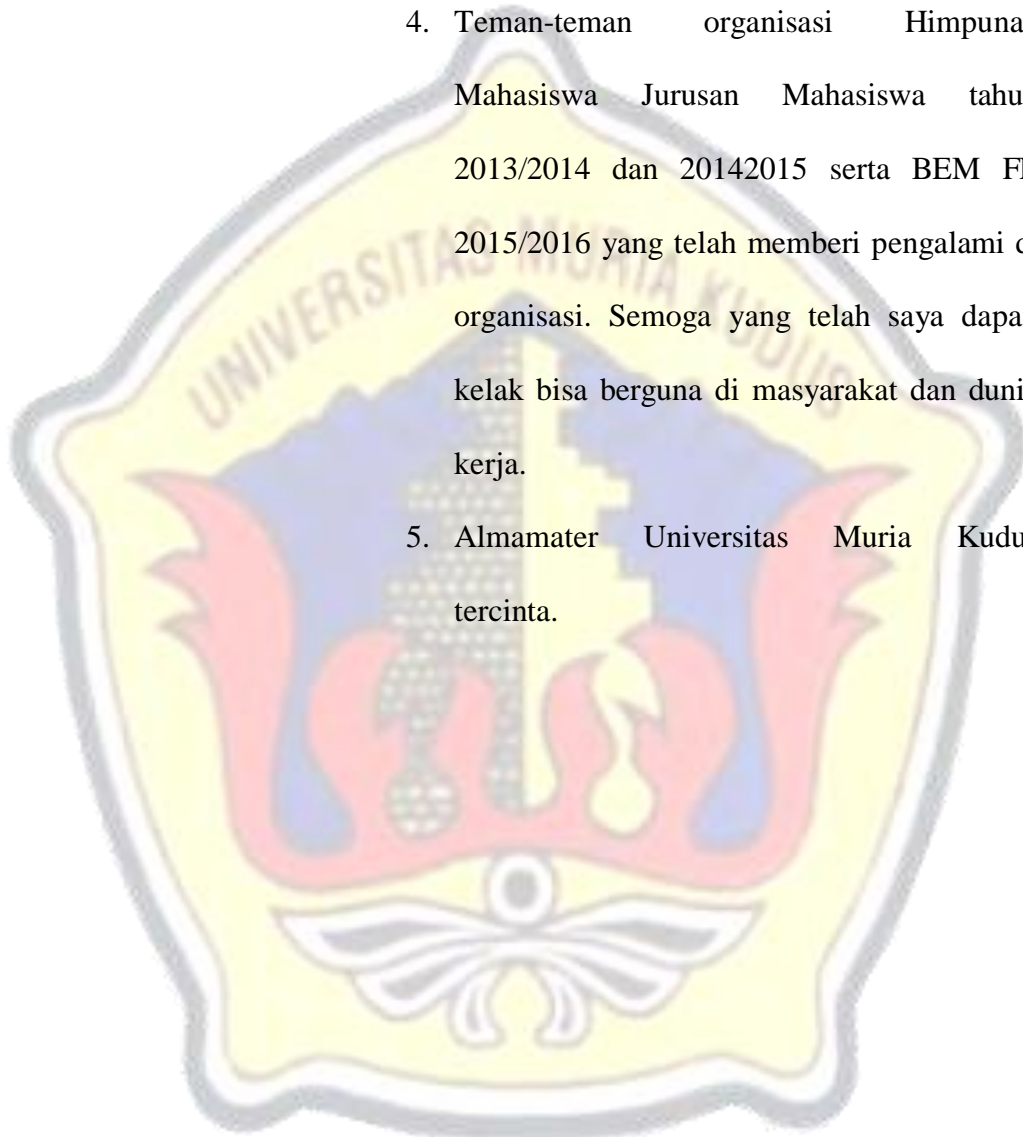 4. Teman-teman organisasi Himpuna
Mahasiswa Jurusan Mahasiswa tahu
2013/2014 dan 20142015 serta BEM F
2015/2016 yang telah memberi pengalami d
organisasi. Semoga yang telah saya dapa
kelak bisa berguna di masyarakat dan duni
kerja.
5. Almamater Universitas Muria Kudu
tercinta.
UNIVERSITAS MURIA KUDUS